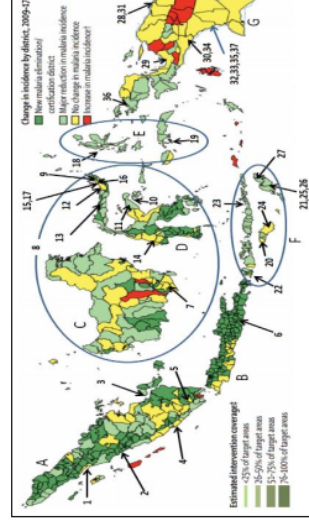 Change in incidence by district, 2009-17
New malaria elimination/
certification district
Major reduction in malaria incidence
No change in malaria incidence
Increase in malaria incidence†
Estimated intervention coverage‡
<25% of target areas
26-50% of target areas
51-75% of target areas
76-100% of target areas
A
B
C
D
E
F
G
1
2
3
4
5
6
7
8
9
10
11
12
13
14
15,17
16
18
19
20
21,25,26
22
23
24
27
28,31
29
30,34
32,33,35,37
36